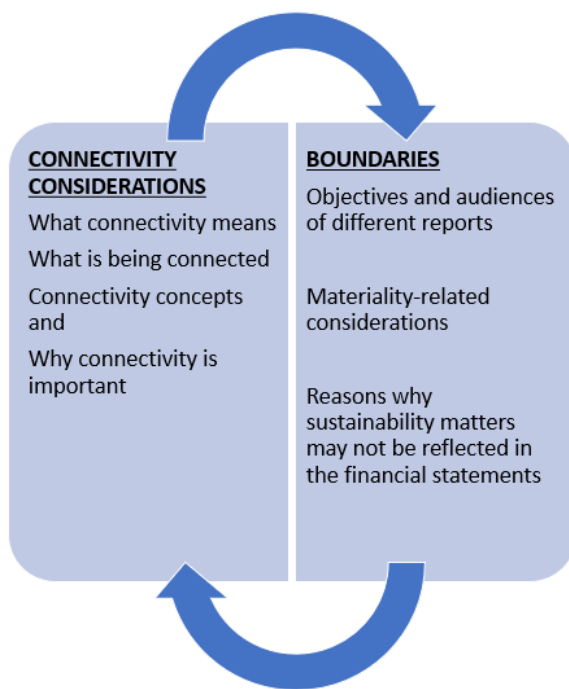 CONNECTIVITY
CONSIDERATIONS
What connectivity means
What is being connected
Connectivity concepts
and
Why connectivity is
important
BOUNDARIES
Objectives and audiences
of different reports
Materiality-related
considerations
Reasons why
sustainability matters
may not be reflected in
the financial statements